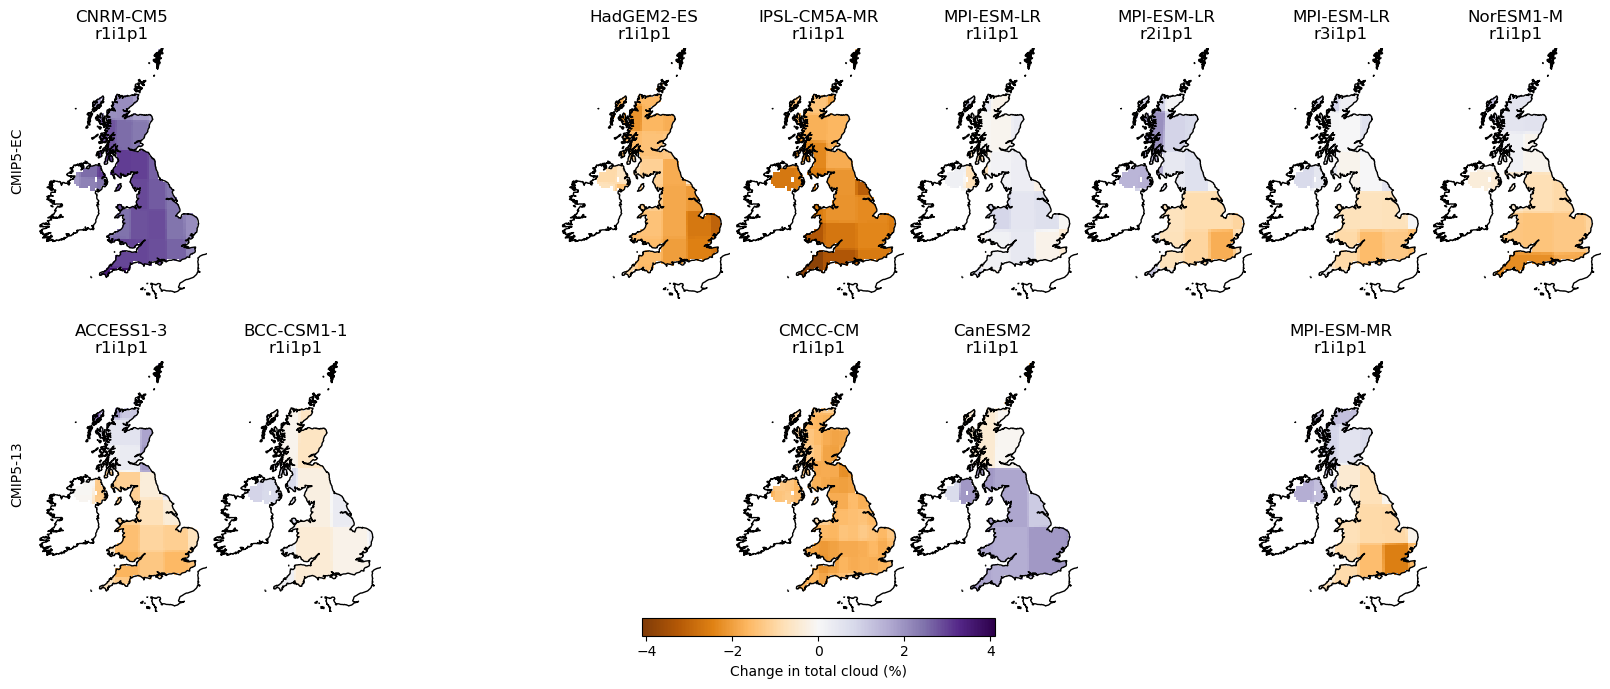 CNRM-CM5
r1i1p1
HadGEM2-ES
r1i1p1
IPSL-CM5A-MR
r1i1p1
MPI-ESM-LR
r1i1p1
MPI-ESM-LR
r2i1p1
MPI-ESM-LR
r3i1p1
NorESM1-M
r1i1p1
CMIP5-EC
ACCESS1-3
r1i1p1
BCC-CSM1-1
r1i1p1
CMCC-CM
r1i1p1
CanESM2
r1i1p1
MPI-ESM-MR
r1i1p1
CMIP5-13
−4 −2 0 2 4
Change in total cloud (%)